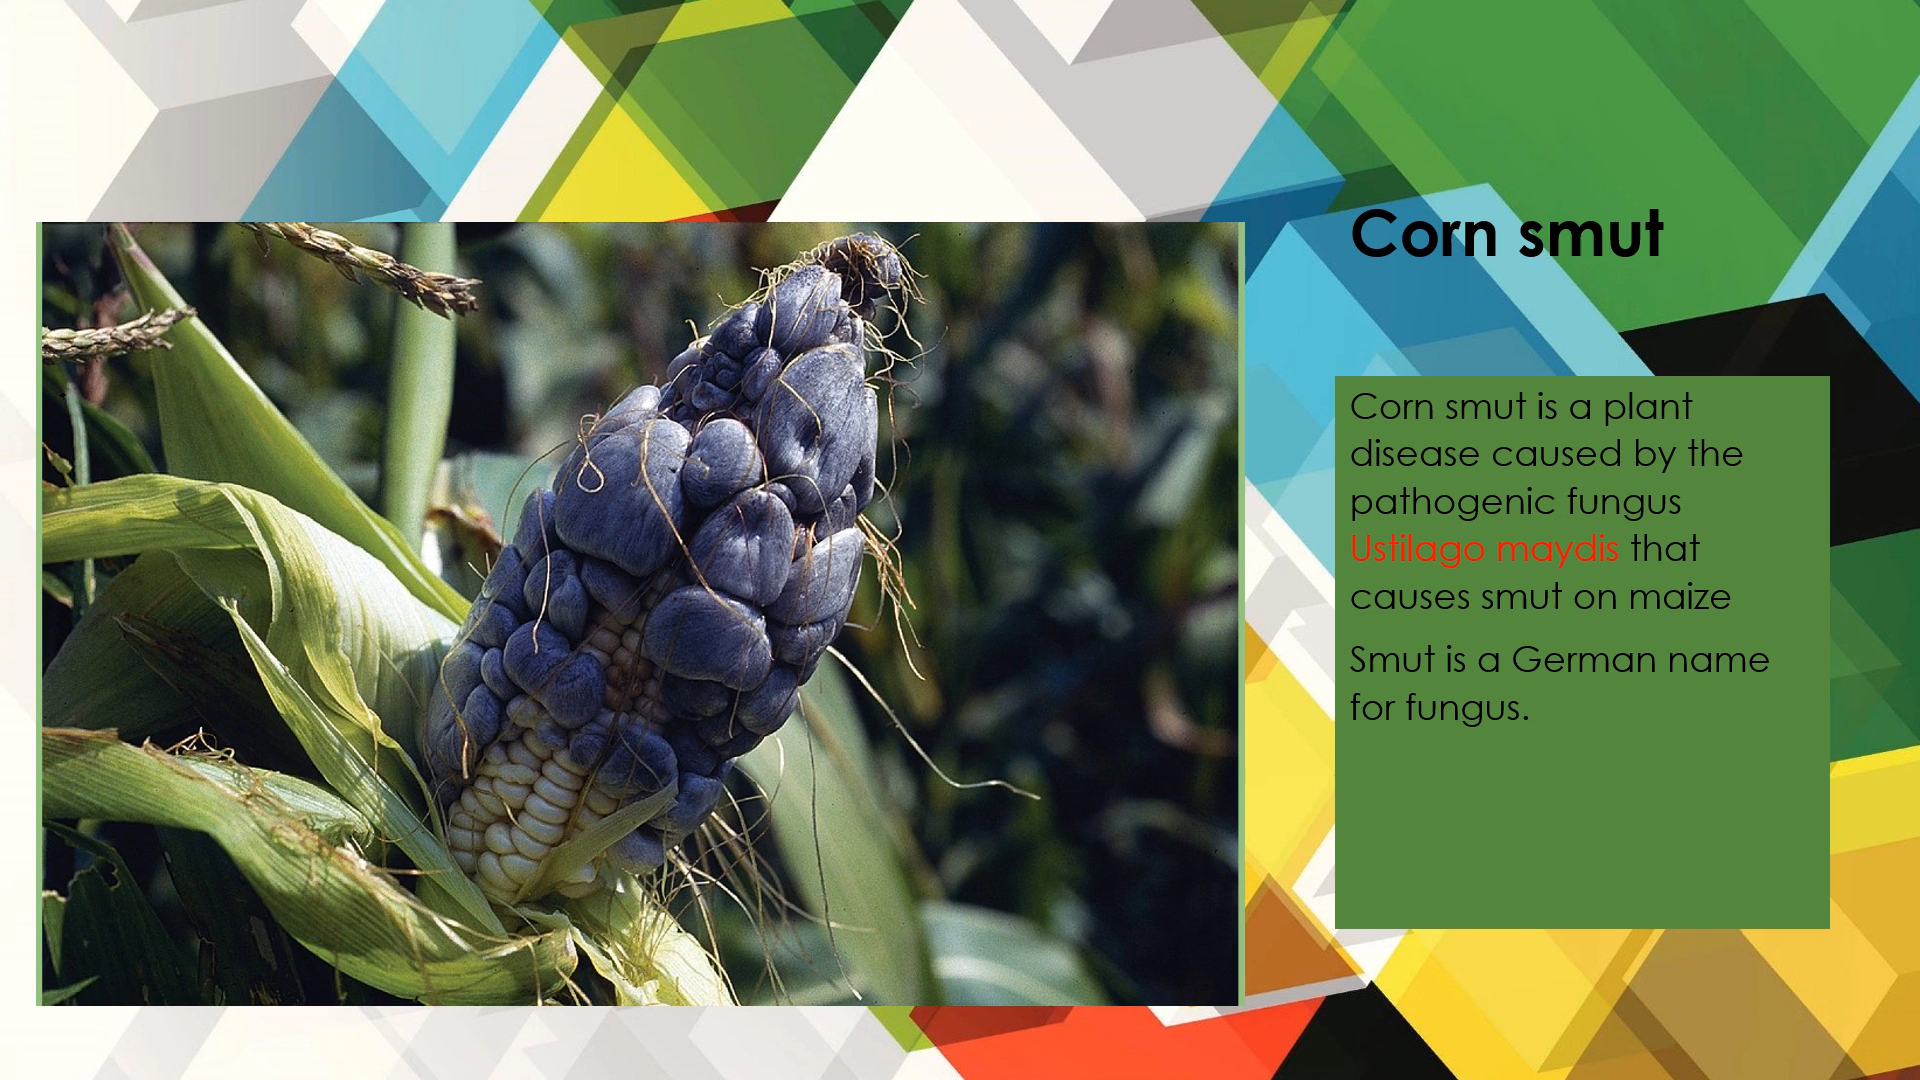 Corn smut
Corn smut is a plant
disease caused by the
pathogenic fungus
Ustilago maydis that
causes smut on maize
Smut is a German name
for fungus.